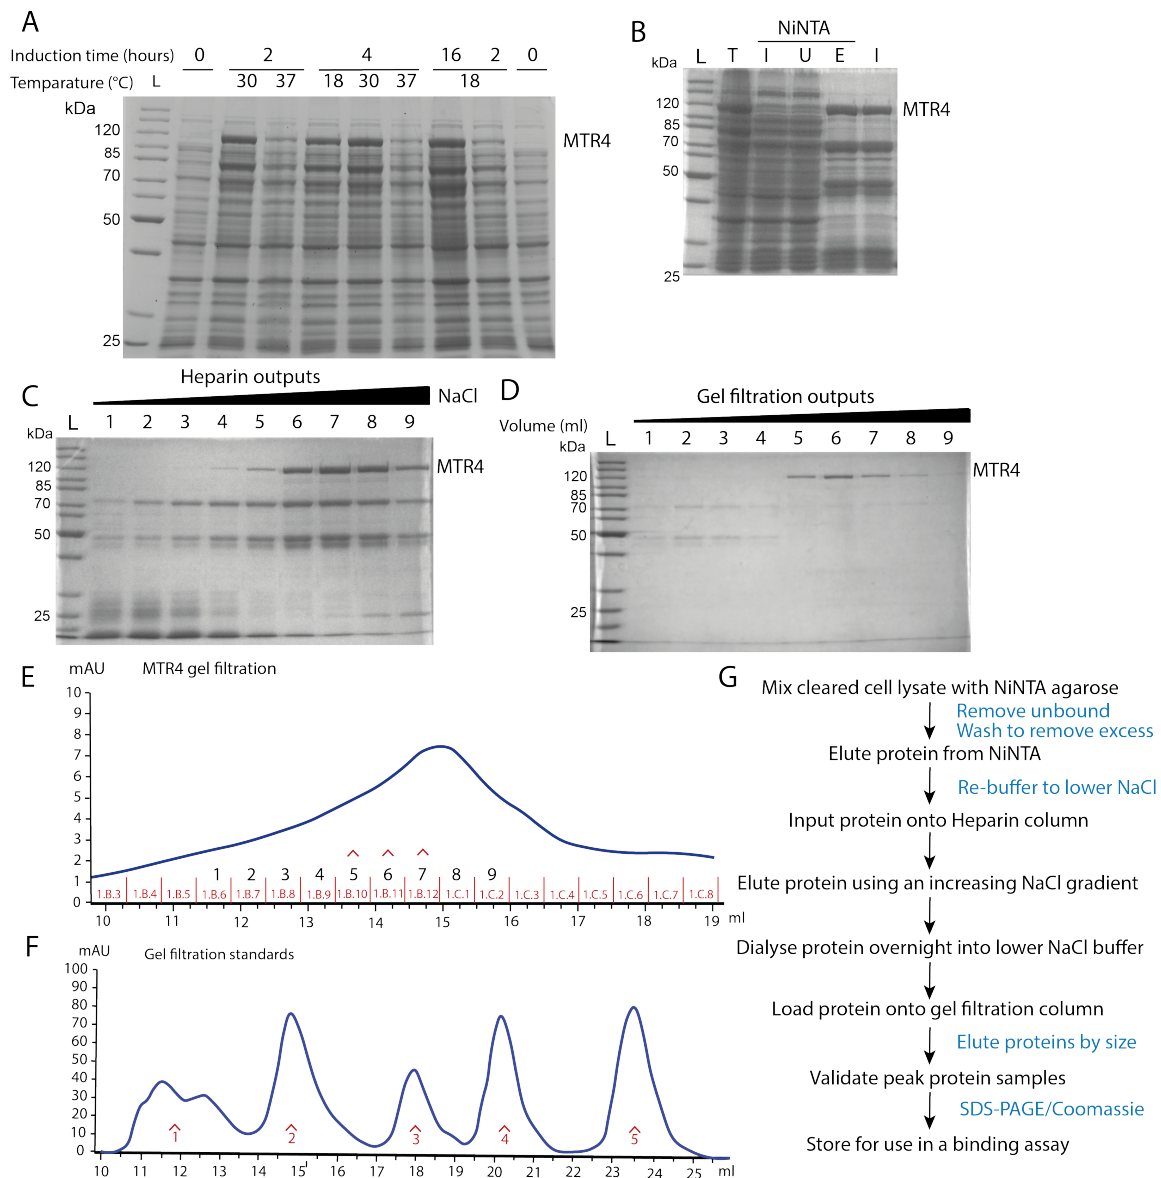 A
Induction time (hours) 0 2 4 16 2 0
Temparature (°C) L 30 37 18 30 37 18
kDa
120
85
70
50
25
MTR4
B
NiNTA
kDa L T I U E I
120
85
70
50
25
MTR4
C
Heparin outputs
NaCl
L 1 2 3 4 5 6 7 8 9
kDa
120
85
70
50
25
MTR4
D
Gel filtration outputs
Volume (ml)
L 1 2 3 4 5 6 7 8 9
kDa
120
85
70
50
25
MTR4
E
mAU MTR4 gel filtration
10
9
8
7
6
5
4
3
2
1
0
1 2 3 4 5 6 7 8 9
1.B.3 1.B.4 1.B.5 1.B.6 1.B.7 1.B.8 1.B.9 1.B.10 1.B.11 1.B.12 1.C.1 1.C.2 1.C.3 1.C.4 1.C.5 1.C.6 1.C.7 1.C.8
10 11 12 13 14 15 16 17 18 19 ml
F
mAU Gel filtration standards
100
90
80
70
60
50
40
30
20
10
0
1 2 3 4 5
10 11 12 13 14 15 16 17 18 19 20 21 22 23 24 25 ml
G
Mix cleared cell lysate with NiNTA agarose
Remove unbound
Wash to remove excess
Elute protein from NiNTA
Re-buffer to lower NaCl
Input protein onto Heparin column
Elute protein using an increasing NaCl gradient
Dialyse protein overnight into lower NaCl buffer
Load protein onto gel filtration column
Elute proteins by size
Validate peak protein samples
SDS-PAGE/Coomassie
Store for use in a binding assay